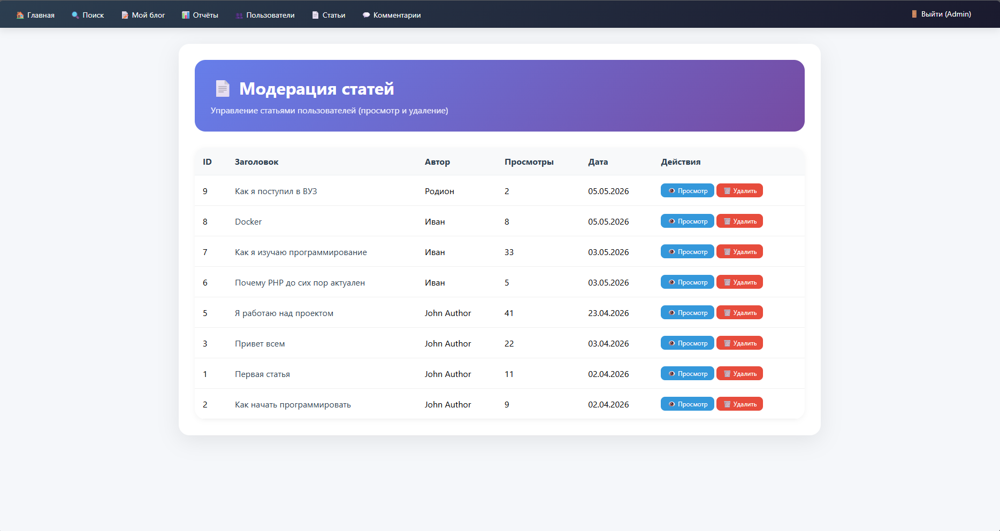 Главная Поиск Мой блог Отчёты Пользователи Статьи Комментарии Выйти (Admin)
Модерация статей
Управление статьями пользователей (просмотр и удаление)
ID Заголовок Автор Просмотры Дата Действия
9 Как я поступил в ВУЗ Родион 2 05.05.2026 Просмотр Удалить
8 Docker Иван 8 05.05.2026 Просмотр Удалить
7 Как я изучаю программирование Иван 33 03.05.2026 Просмотр Удалить
6 Почему PHP до сих пор актуален Иван 5 03.05.2026 Просмотр Удалить
5 Я работаю над проектом John Author 41 23.04.2026 Просмотр Удалить
3 Привет всем John Author 22 03.04.2026 Просмотр Удалить
1 Первая статья John Author 11 02.04.2026 Просмотр Удалить
2 Как начать программировать John Author 9 02.04.2026 Просмотр Удалить